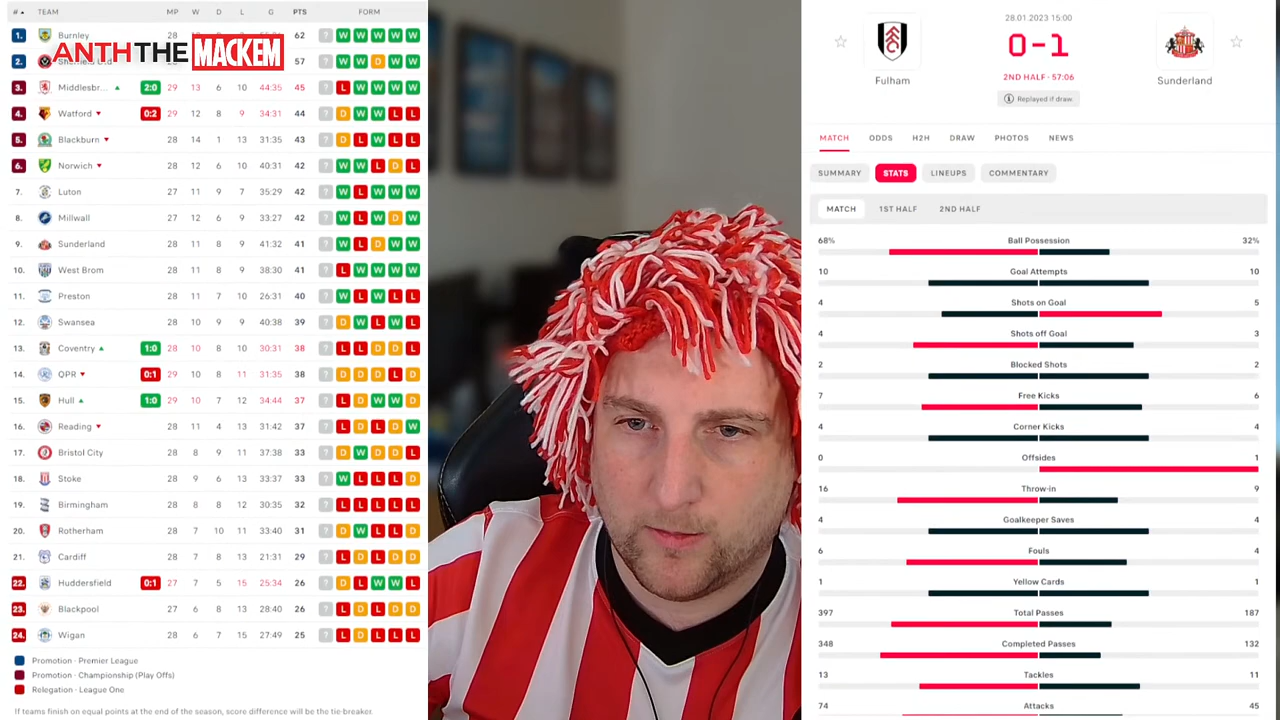 # TEAM MP W D L G PTS FORM
1. Burnley 28 62 ? W W W W W
ANTHTHE MACKEM
2. 57 ? W W D W W
3. Middlesbr... 2:0 29 13 6 10 44:35 45 ? L W W W W
4. Watford 0:2 29 12 8 9 34:31 44 ? D W W L L
5. Blackburn 28 14 1 13 31:35 43 ? D L W L L
6. Norwich 28 12 6 10 40:31 42 ? W W L D L
7. Luton 27 11 9 7 35:29 42 ? W L W W W
8. Millwall 27 12 6 9 33:27 42 ? W L W D W
9. Sunderland 28 11 8 9 41:32 41 ? W L D W W
10. West Brom 28 11 8 9 38:30 41 ? L W W W W
11. Preston 28 11 7 10 26:31 40 ? W L W L L
12. Swansea 28 10 9 9 40:38 39 ? D W L W L
13. Coventry 1:0 28 10 8 10 30:31 38 ? L L D D L
14. QPR 0:1 29 10 8 11 31:35 38 ? D D D L D
15. Hull 1:0 29 10 7 12 34:44 37 ? L D W W D
16. Reading 28 11 4 13 31:42 37 ? L D L D W
17. Bristol City 28 8 9 11 37:38 33 ? D W D D L
18. Stoke 28 9 6 13 33:37 33 ? W L L L D
19. Birmingham 28 8 8 12 30:35 32 ? L L L L L
20. Rotherham 28 7 10 11 33:40 31 ? D W L L D
21. Cardiff 28 7 8 13 21:31 29 ? L D L D D
22. Huddersfield 0:1 27 7 5 15 25:34 26 ? D L W W L
23. Blackpool 27 6 8 13 28:40 26 ? L D L D D
24. Wigan 28 6 7 15 27:49 25 ? L D L L L
Promotion - Premier League
Promotion - Championship (Play Offs)
Relegation - League One
If teams finish on equal points at the end of the season, score difference will be the tie-breaker.
28.01.2023 15:00
0-1
Fulham
Sunderland
2ND HALF - 57:06
Replayed if draw.
MATCH ODDS H2H DRAW PHOTOS NEWS
SUMMARY STATS LINEUPS COMMENTARY
MATCH 1ST HALF 2ND HALF
68% Ball Possession 32%
10 Goal Attempts 10
4 Shots on Goal 5
4 Shots off Goal 3
2 Blocked Shots 2
7 Free Kicks 6
4 Corner Kicks 4
0 Offsides 1
16 Throw-in 9
4 Goalkeeper Saves 4
6 Fouls 4
1 Yellow Cards 1
397 Total Passes 187
348 Completed Passes 132
13 Tackles 11
74 Attacks 45